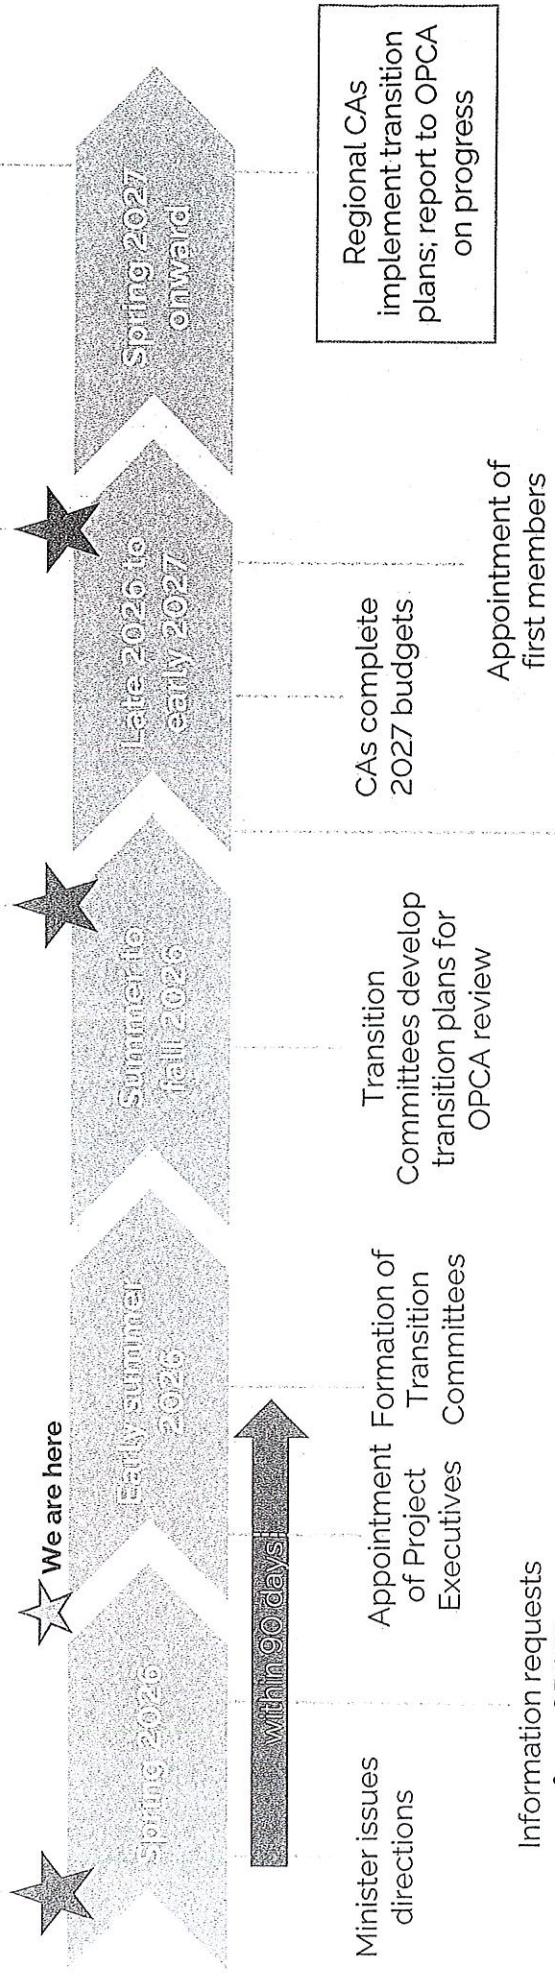 We are here
Spring 2026
Early summer
2026
Summer to
fall 2026
Late 2026 to
early 2027
Spring 2027
onward
within 90 days
Minister issues
directions
Information requests
Appointment
of Project
Executives
Formation of
Transition
Committees
Transition
Committees develop
transition plans for
OPCA review
CAs complete
2027 budgets
Appointment of
first members
Regional CAs
implement transition
plans; report to OPCA
on progress